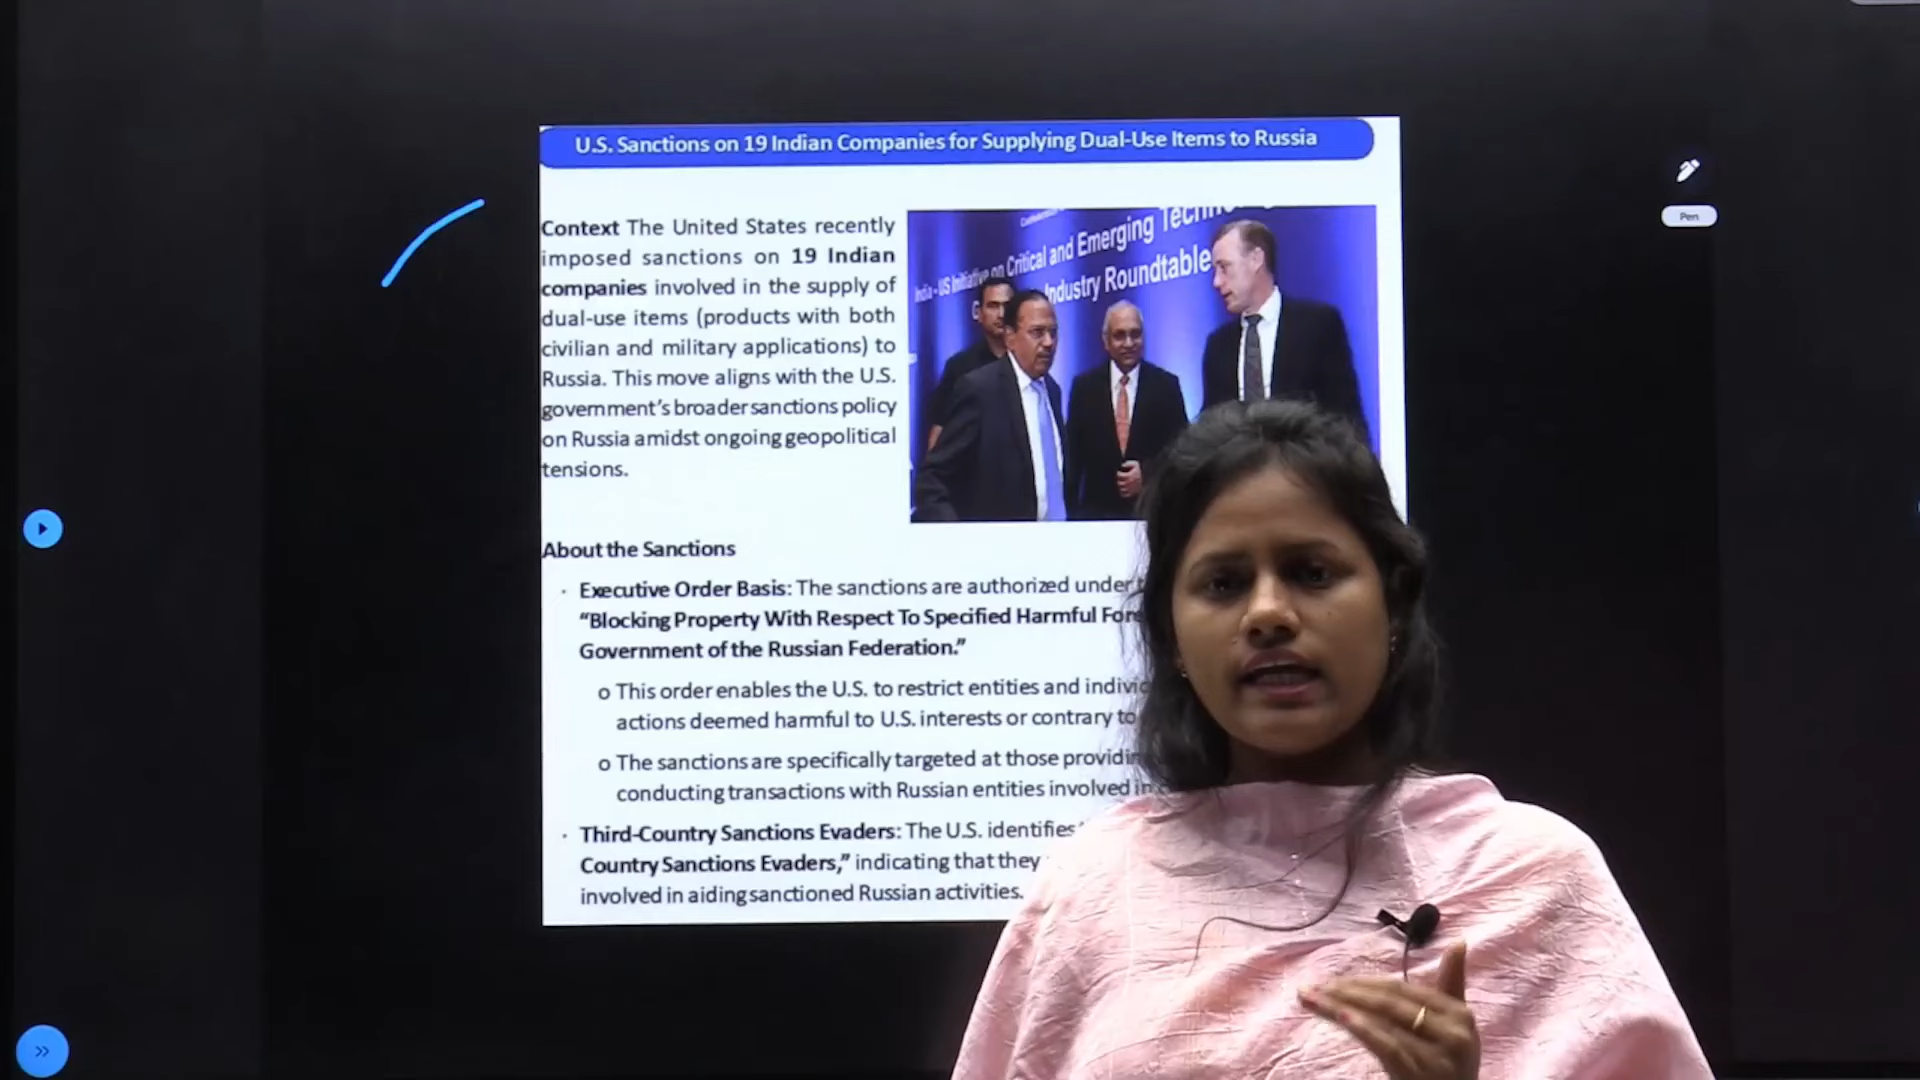 U.S. Sanctions on 19 Indian Companies for Supplying Dual-Use Items to Russia
Pen
Context The United States recently
imposed sanctions on 19 Indian
companies involved in the supply of
dual-use items (products with both
civilian and military applications) to
Russia. This move aligns with the U.S.
government's broader sanctions policy
on Russia amidst ongoing geopolitical
tensions.
India - US Initiative on Critical and Emerging
Industry Roundtable
About the Sanctions
· Executive Order Basis: The sanctions are authorized under
“Blocking Property With Respect To Specified Harmful
Government of the Russian Federation.”
o This order enables the U.S. to restrict entities and
actions deemed harmful to U.S. interests or contrary to
o The sanctions are specifically targeted at those
conducting transactions with Russian entities involved in
· Third-Country Sanctions Evaders: The U.S. identifies
Country Sanctions Evaders,” indicating that they
involved in aiding sanctioned Russian activities.